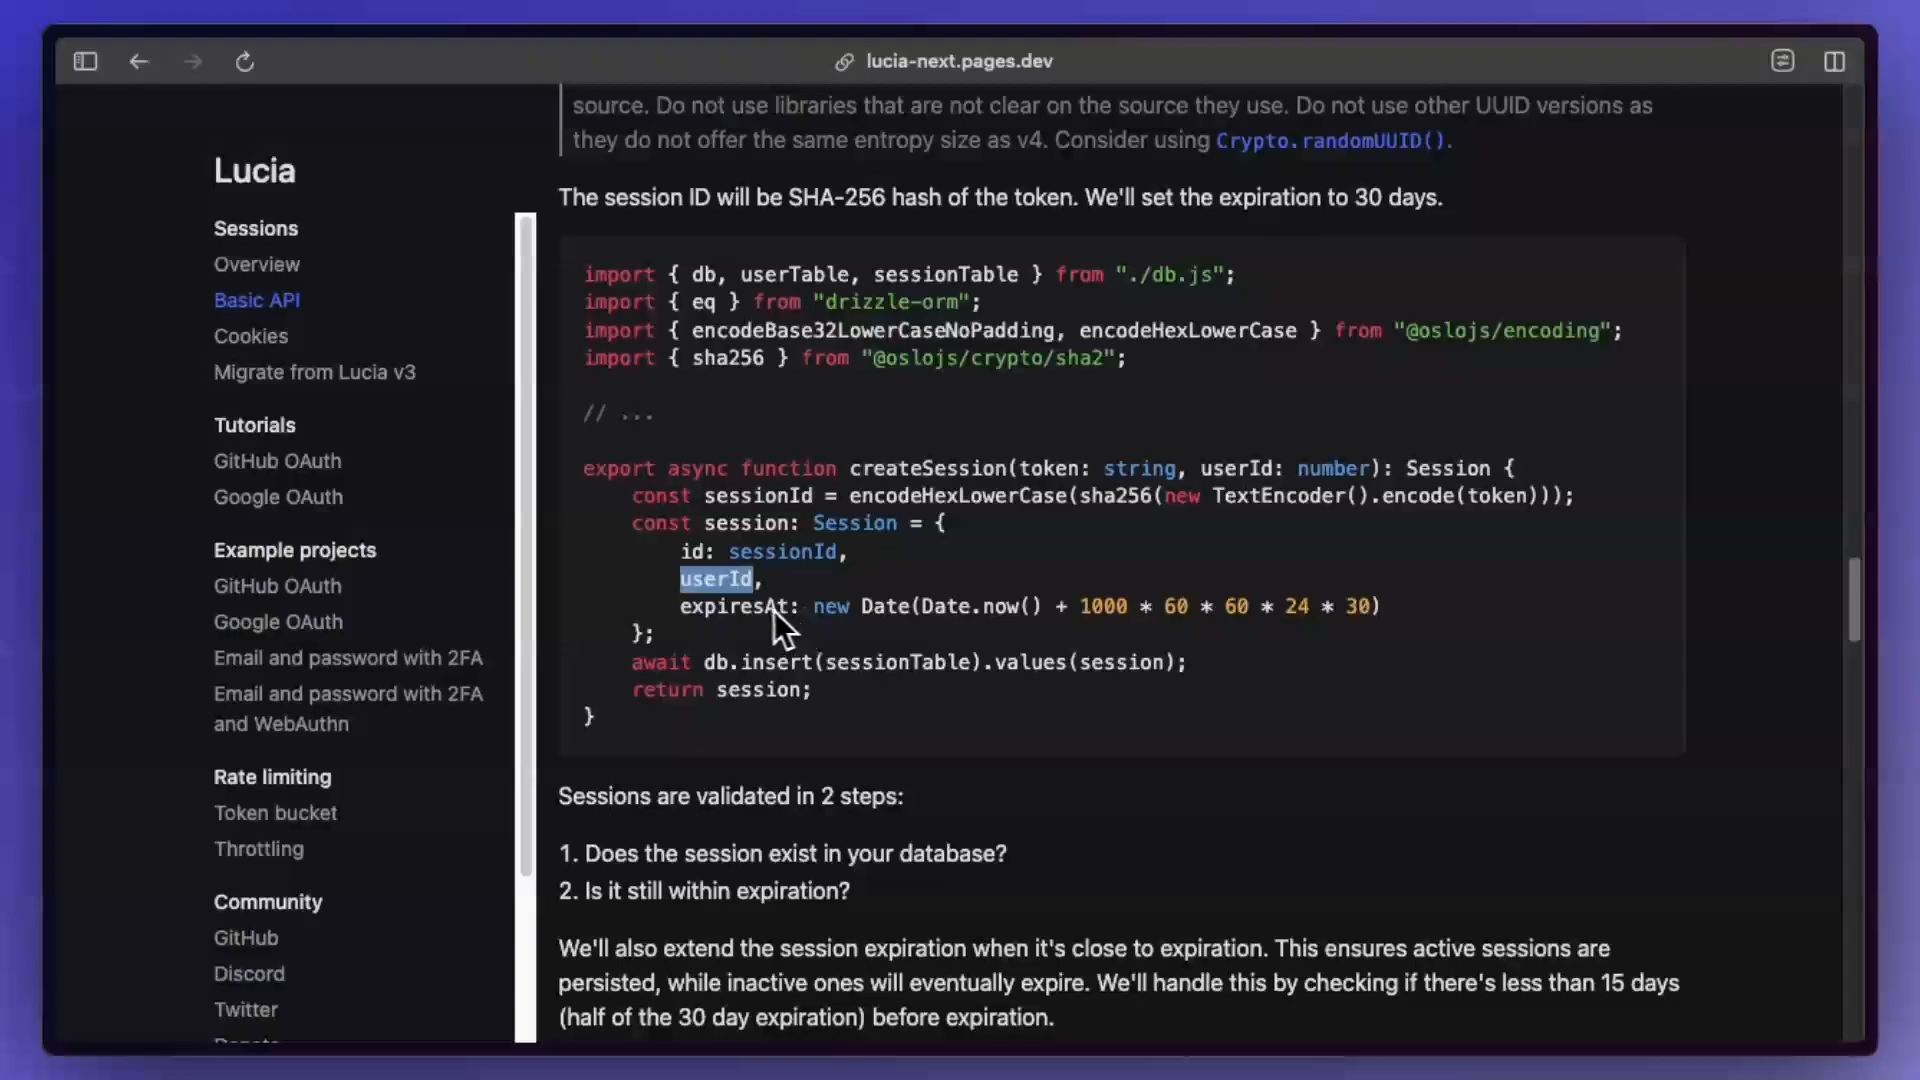 lucia-next.pages.dev
Lucia
Sessions
Overview
Basic API
Cookies
Migrate from Lucia v3
Tutorials
GitHub OAuth
Google OAuth
Example projects
GitHub OAuth
Google OAuth
Email and password with 2FA
Email and password with 2FA
and WebAuthn
Rate limiting
Token bucket
Throttling
Community
GitHub
Discord
Twitter
source. Do not use libraries that are not clear on the source they use. Do not use other UUID versions as
they do not offer the same entropy size as v4. Consider using Crypto.randomUUID().
The session ID will be SHA-256 hash of the token. We'll set the expiration to 30 days.
import { db, userTable, sessionTable } from "./db.js";
import { eq } from "drizzle-orm";
import { encodeBase32LowerCaseNoPadding, encodeHexLowerCase } from "@oslojs/encoding";
import { sha256 } from "@oslojs/crypto/sha2";
// ...
export async function createSession(token: string, userId: number): Session {
const sessionId = encodeHexLowerCase(sha256(new TextEncoder().encode(token)));
const session: Session = {
id: sessionId,
userId,
expiresAt: new Date(Date.now() + 1000 * 60 * 60 * 24 * 30)
};
await db.insert(sessionTable).values(session);
return session;
}
Sessions are validated in 2 steps:
1. Does the session exist in your database?
2. Is it still within expiration?
We'll also extend the session expiration when it's close to expiration. This ensures active sessions are
persisted, while inactive ones will eventually expire. We'll handle this by checking if there's less than 15 days
(half of the 30 day expiration) before expiration.